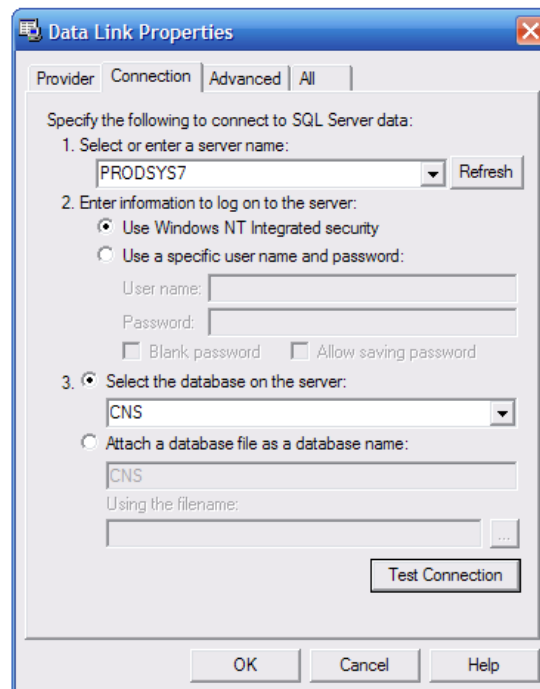 Data Link Properties
Provider Connection Advanced All
Specify the following to connect to SQL Server data:
1. Select or enter a server name:
PRODSYS7 Refresh
2. Enter information to log on to the server:
Use Windows NT Integrated security
Use a specific user name and password:
User name:
Password:
Blank password Allow saving password
3. Select the database on the server:
CNS
Attach a database file as a database name:
CNS
Using the filename:
...
Test Connection
OK Cancel Help